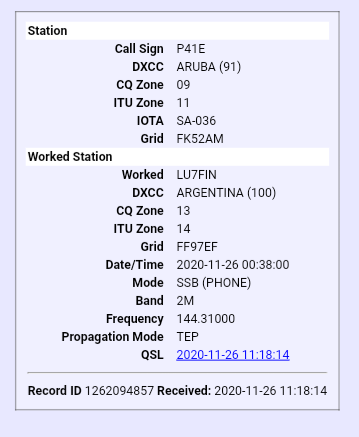 Station
Call Sign P41E
DXCC ARUBA (91)
CQ Zone 09
ITU Zone 11
IOTA SA-036
Grid FK52AM
Worked Station
Worked LU7FIN
DXCC ARGENTINA (100)
CQ Zone 13
ITU Zone 14
Grid FF97EF
Date/Time 2020-11-26 00:38:00
Mode SSB (PHONE)
Band 2M
Frequency 144.31000
Propagation Mode TEP
QSL 2020-11-26 11:18:14
Record ID 1262094857 Received: 2020-11-26 11:18:14